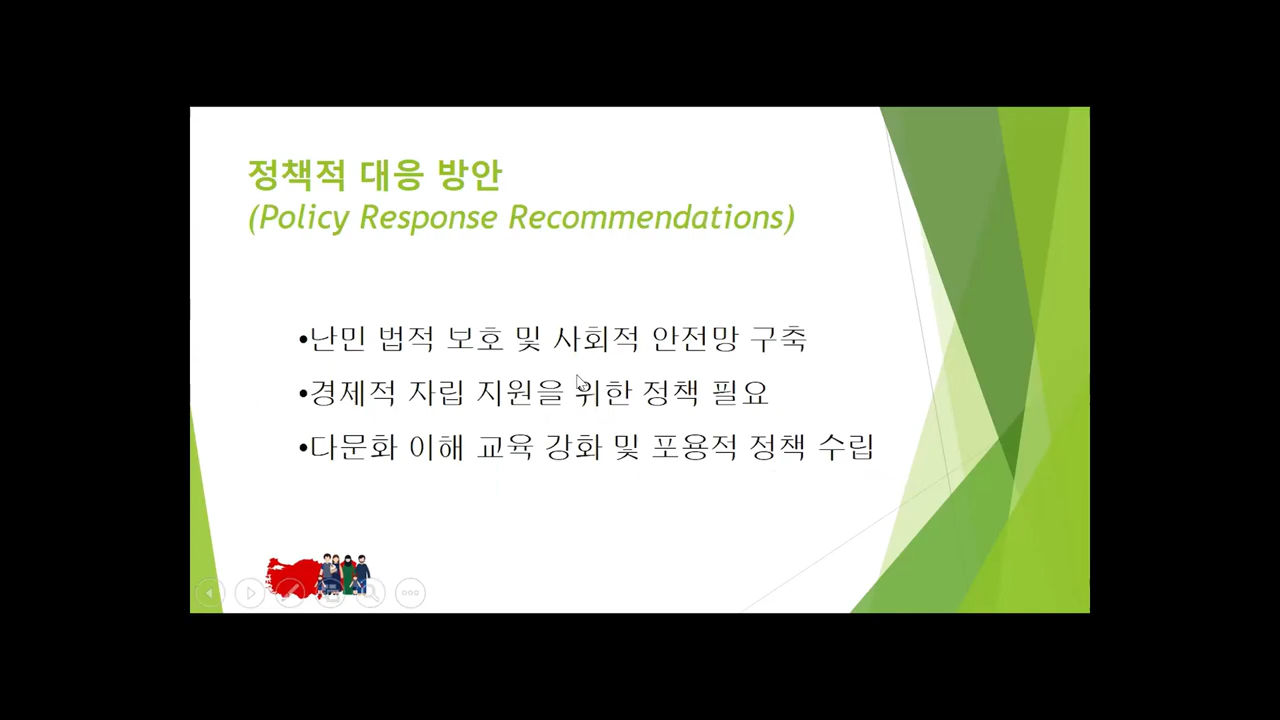 정책적 대응 방안
(Policy Response Recommendations)
•난민 법적 보호 및 사회적 안전망 구축
•경제적 자립 지원을 위한 정책 필요
•다문화 이해 교육 강화 및 포용적 정책 수립